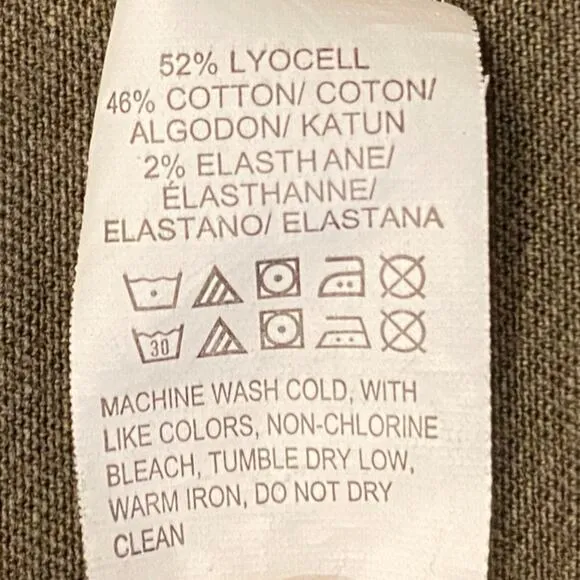 52% LYOCELL
46% COTTON/ COTON/
ALGODON/ KATUN
2% ELASTHANE/
ÉLASTHANNE/
ELASTANO/ ELASTANA
30
MACHINE WASH COLD, WITH
LIKE COLORS, NON-CHLORINE
BLEACH, TUMBLE DRY LOW,
WARM IRON, DO NOT DRY
CLEAN